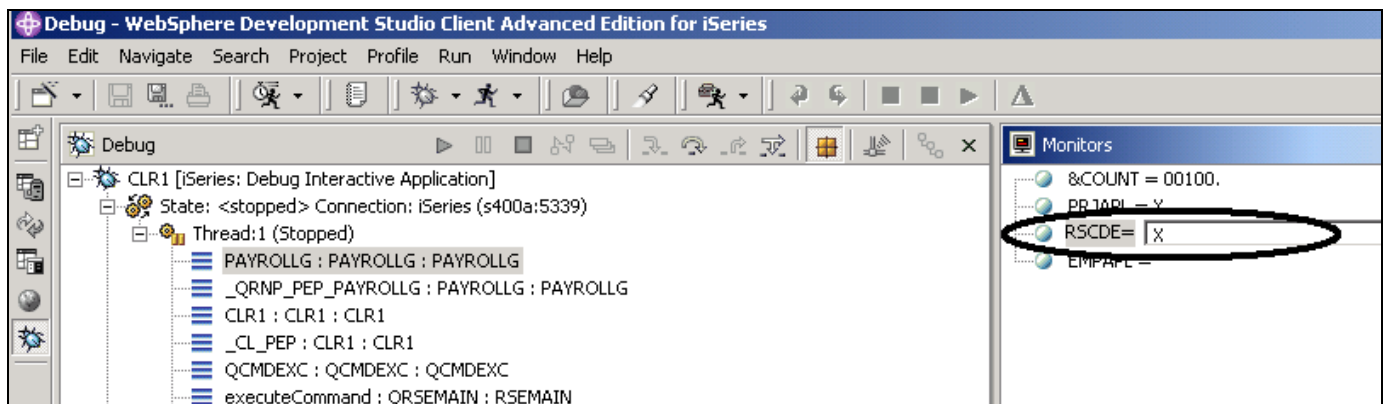 Debug - WebSphere Development Studio Client Advanced Edition for iSeries
File Edit Navigate Search Project Profile Run Window Help
Debug
CLR1 [iSeries: Debug Interactive Application]
State: <stopped> Connection: iSeries (s400a:5339)
Thread:1 (Stopped)
PAYROLLG : PAYROLLG : PAYROLLG
_QRNP_PEP_PAYROLLG : PAYROLLG : PAYROLLG
CLR1 : CLR1 : CLR1
_CL_PEP : CLR1 : CLR1
QCMDEXC : QCMDEXC : QCMDEXC
executeCommand : QRSEMAIN : RSEMAIN
Monitors
&COUNT = 00100.
PRJAPL = X
RSCDE= X
EMPAPL =